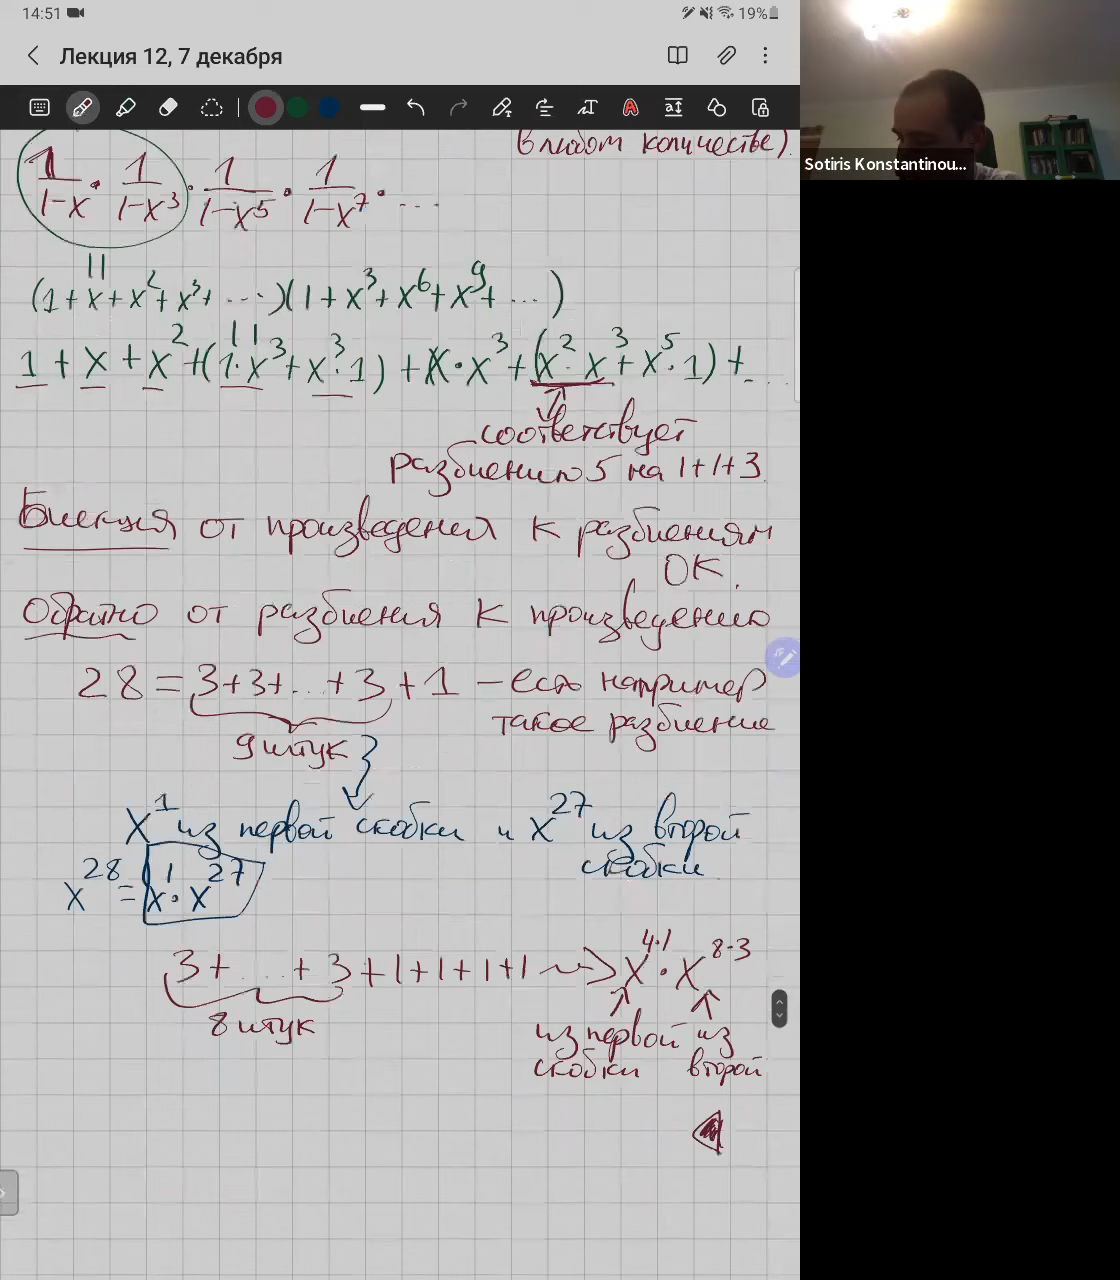 14:51
19%
Лекция 12, 7 декабря
Sotiris Konstantinou...
в любом количестве).
1/(1-x) · 1/(1-x³) · 1/(1-x⁵) · 1/(1-x⁷) · ...
||
(1+x+x²+x³+...)(1+x³+x⁶+x⁹+...)
||
1+x+x²+(1·x³+x³·1)+x·x³+(x²·x³+x⁵·1)+...
соответствует
разбиению 5 на 1+1+3.
Биекция от произведения к разбиениям
ОК.
Обратно от разбиения к произведению
28 = 3+3+...+3+1 – есть например
такое разбиение
9 штук
x¹ из первой скобки и x²⁷ из второй
скобки.
x²⁸ = x¹·x²⁷
3+...+3+1+1+1+1 ~> x⁴·¹·x⁸·³
8 штук
из первой из
скобки второй